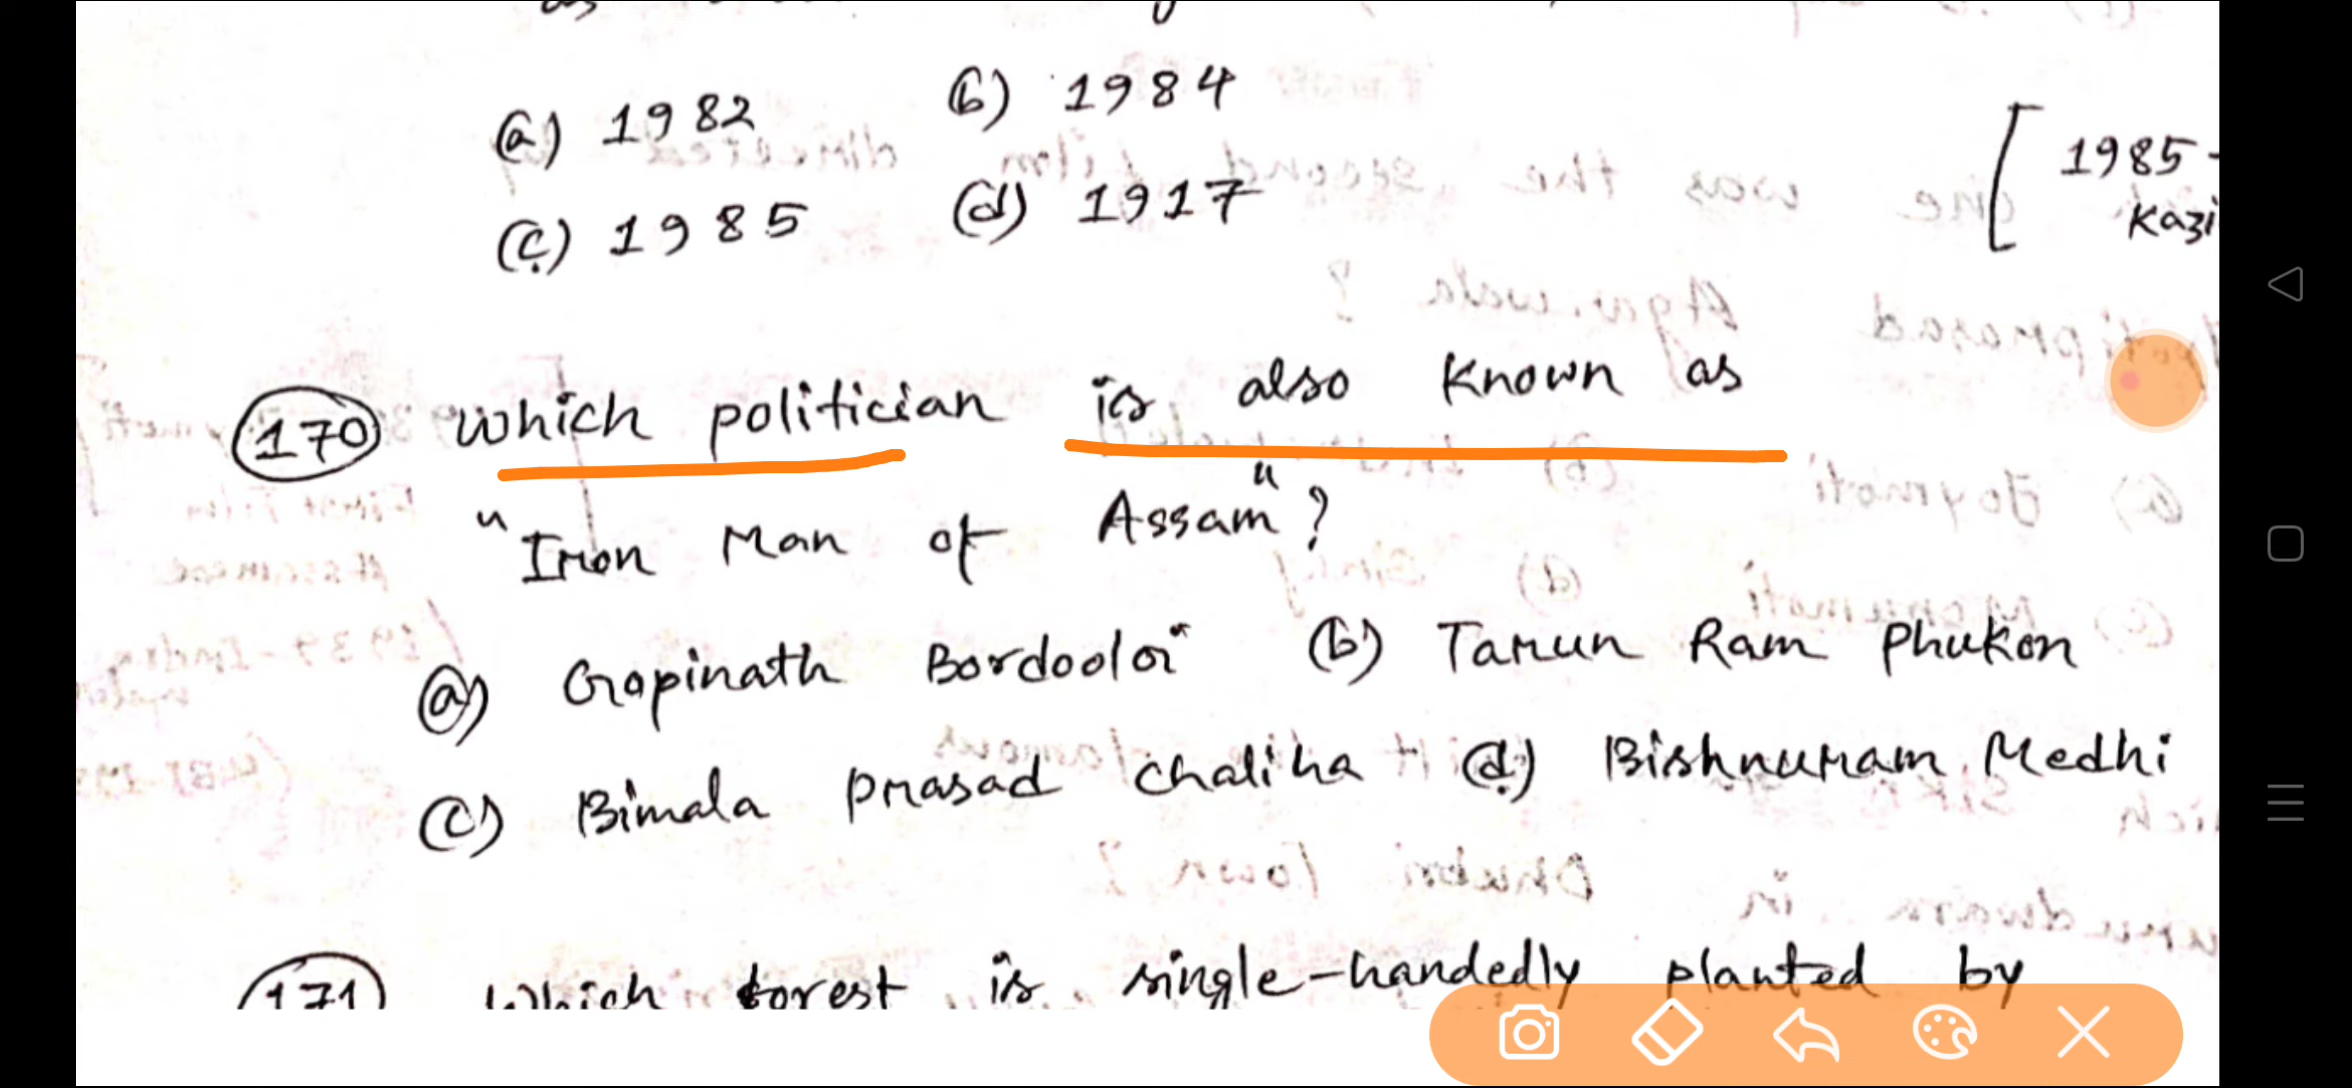 (a) 1982 (b) 1984
(c) 1985 (d) 1917
[1985-
Kazi
170 Which politician is also known as
"Iron Man of Assam"?
(a) Gopinath Bordoloi (b) Tarun Ram Phukon
(c) Bimala Prasad Chaliha (d) Bishnuram Medhi
171 Which forest is single-handedly planted by